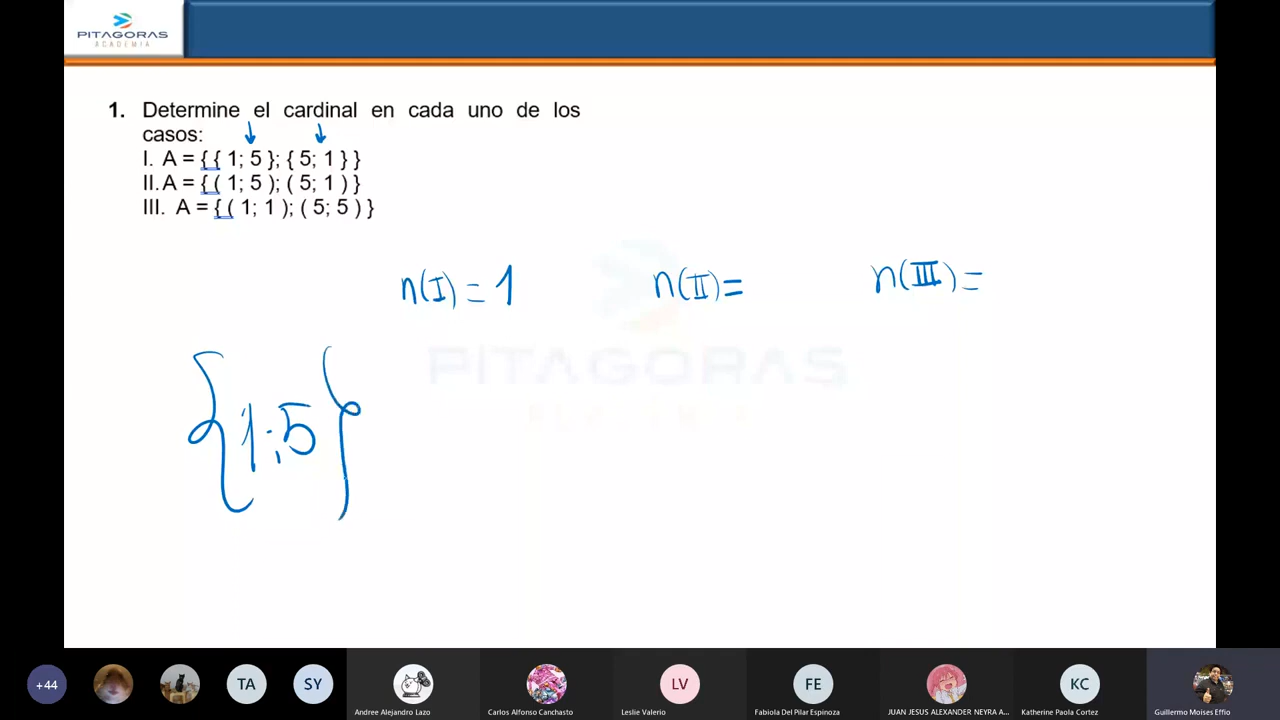 PITAGORAS
ACADEMIA
1. Determine el cardinal en cada uno de los
casos:
I. A = { { 1; 5 }; { 5; 1 } }
II. A = { ( 1; 5 ); ( 5; 1 ) }
III. A = { ( 1; 1 ); ( 5; 5 ) }
n(I) = 1
n(II) =
n(III) =
PITAGORAS
{1;5}
+44
TA
SY
Andree Alejandro Lazo
Carlos Alfonso Canchasto
LV
Leslie Valerio
FE
Fabiola Del Pilar Espinoza
JUAN JESUS ALEXANDER NEYRA A...
KC
Katherine Paola Cortez
Guillermo Moises Effio